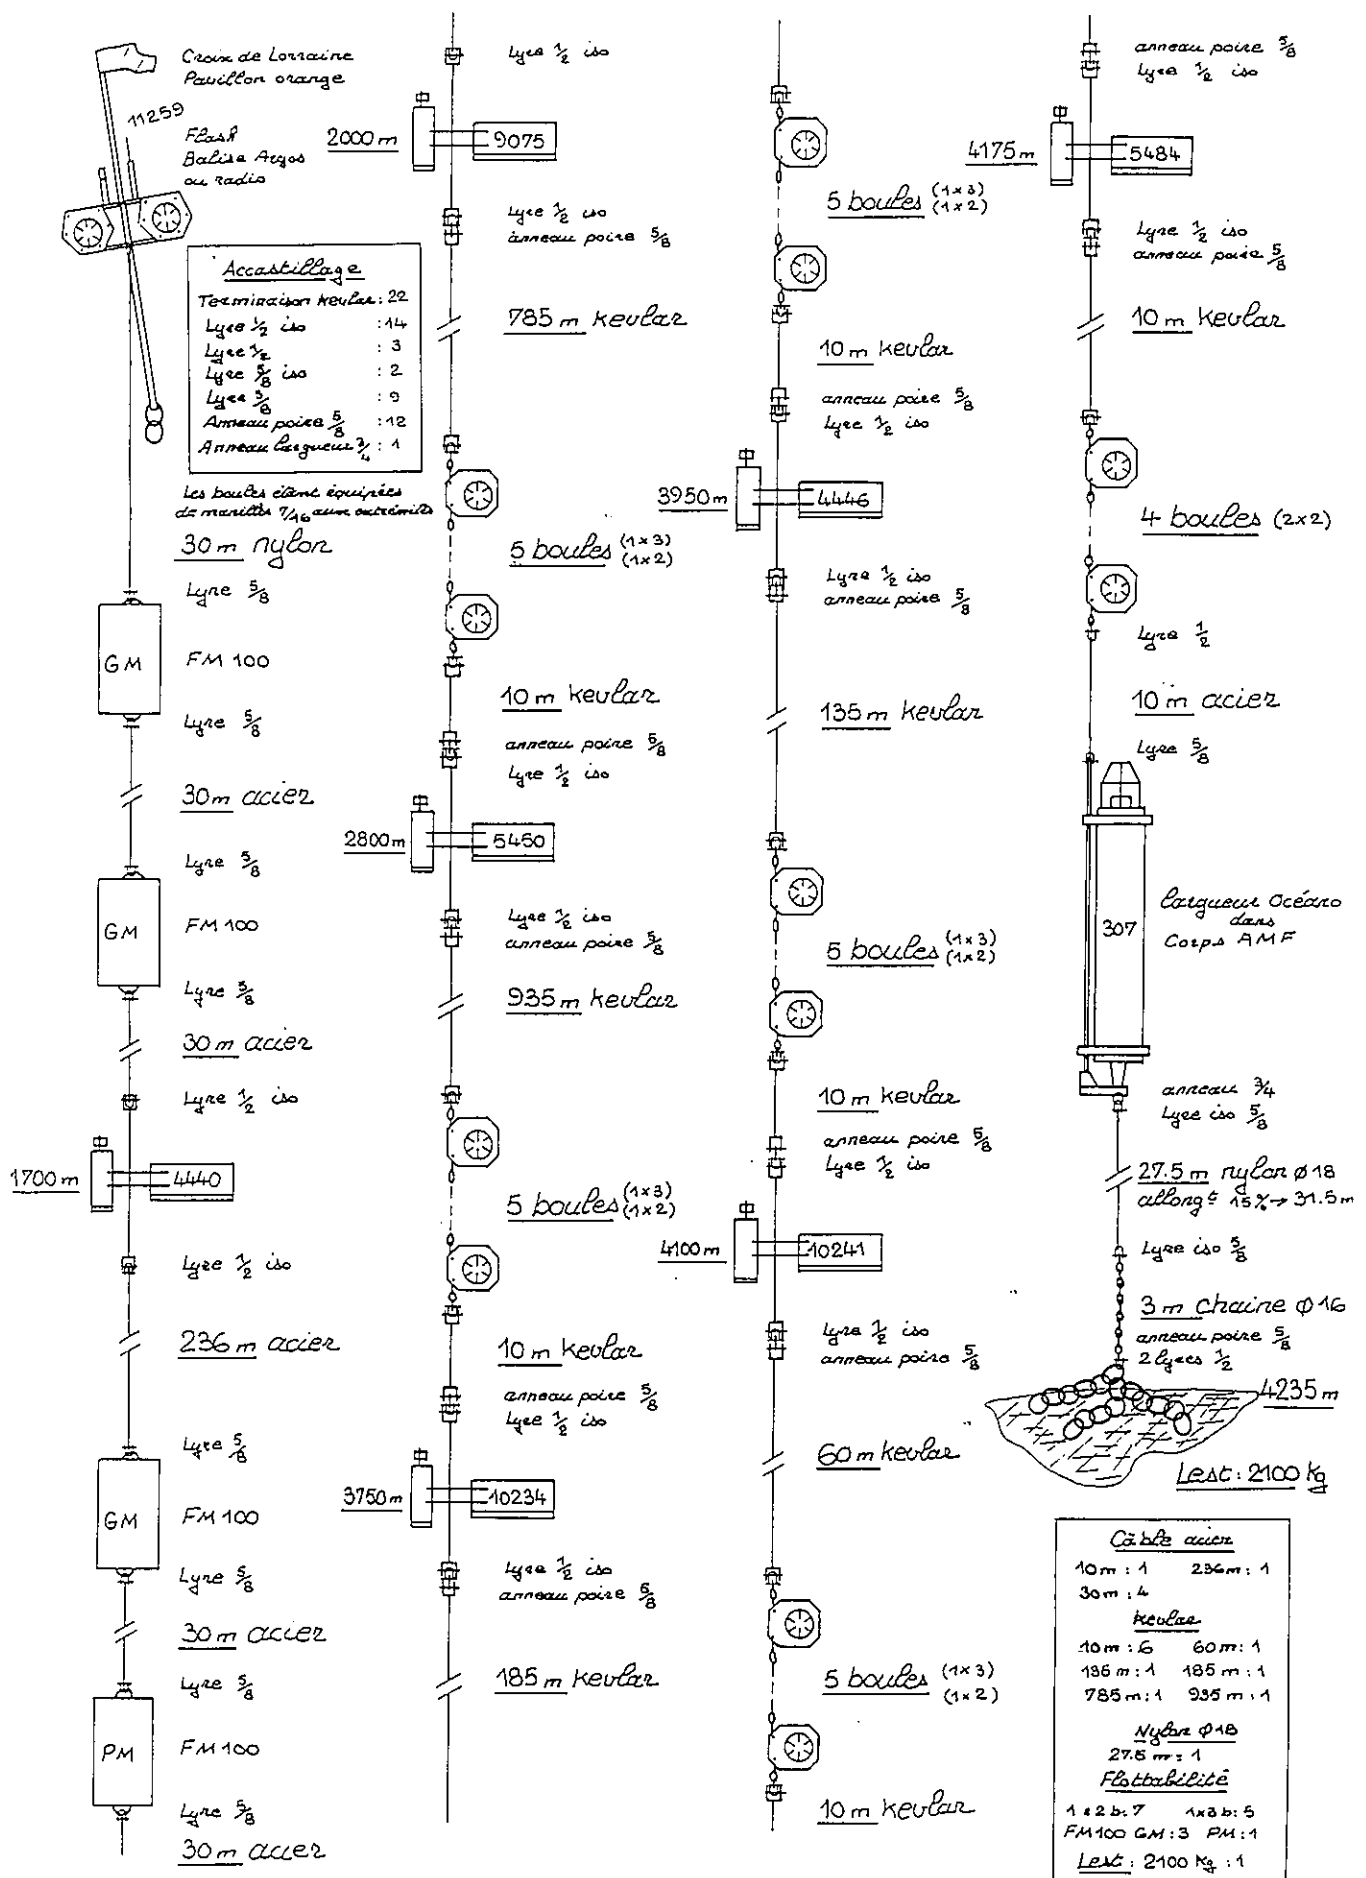 Croix de Lorraine
Pavillon orange
11259
Flash
Balise Argos
ou radio
Accastillage
Terminaison kevlar : 22
Lyre 1/2 iso : 14
Lyre 1/2 : 3
Lyre 5/8 iso : 2
Lyre 5/8 : 9
Anneau poire 5/8 : 12
Anneau largueur 3/4 : 1
Les boules étant équipées
de manilles 7/16 aux extrémités
30 m nylon
Lyre 5/8
GM FM 100
Lyre 5/8
30 m acier
Lyre 5/8
GM FM 100
Lyre 5/8
30 m acier
Lyre 1/2 iso
1700 m 4440
Lyre 1/2 iso
236 m acier
Lyre 5/8
GM FM 100
Lyre 5/8
30 m acier
Lyre 5/8
PM FM 100
Lyre 5/8
30 m acier
Lyre 1/2 iso
2000 m 9075
Lyre 1/2 iso
anneau poire 5/8
785 m kevlar
5 boules (1x3)
(1x2)
10 m kevlar
anneau poire 5/8
Lyre 1/2 iso
2800 m 5450
Lyre 1/2 iso
anneau poire 5/8
935 m kevlar
5 boules (1x3)
(1x2)
10 m kevlar
anneau poire 5/8
Lyre 1/2 iso
3750 m 10234
Lyre 1/2 iso
anneau poire 5/8
185 m kevlar
5 boules (1x3)
(1x2)
10 m kevlar
anneau poire 5/8
Lyre 1/2 iso
3950 m 4446
Lyre 1/2 iso
anneau poire 5/8
135 m kevlar
5 boules (1x3)
(1x2)
10 m kevlar
anneau poire 5/8
Lyre 1/2 iso
4100 m 10241
Lyre 1/2 iso
anneau poire 5/8
60 m kevlar
5 boules (1x3)
(1x2)
10 m kevlar
anneau poire 5/8
Lyre 1/2 iso
4175 m 5484
Lyre 1/2 iso
anneau poire 5/8
10 m kevlar
4 boules (2x2)
Lyre 1/2
10 m acier
Lyre 5/8
307
largueur Océano
dans
Corps AMF
anneau 3/4
Lyre iso 5/8
27.5 m nylon φ 18
allongt 15% → 31.5 m
Lyre iso 5/8
3 m chaine φ 16
anneau poire 5/8
2 lyres 1/2
4235 m
Lest : 2100 kg
Câble acier
10m : 1 236m : 1
30m : 4
Kevlar
10m : 6 60m : 1
135 m : 1 185 m : 1
785 m : 1 935 m : 1
Nylon φ 18
27.5 m : 1
Flottabilité
1 x 2 b : 7 1x3 b : 5
FM100 GM : 3 PM : 1
Lest : 2100 Kg : 1